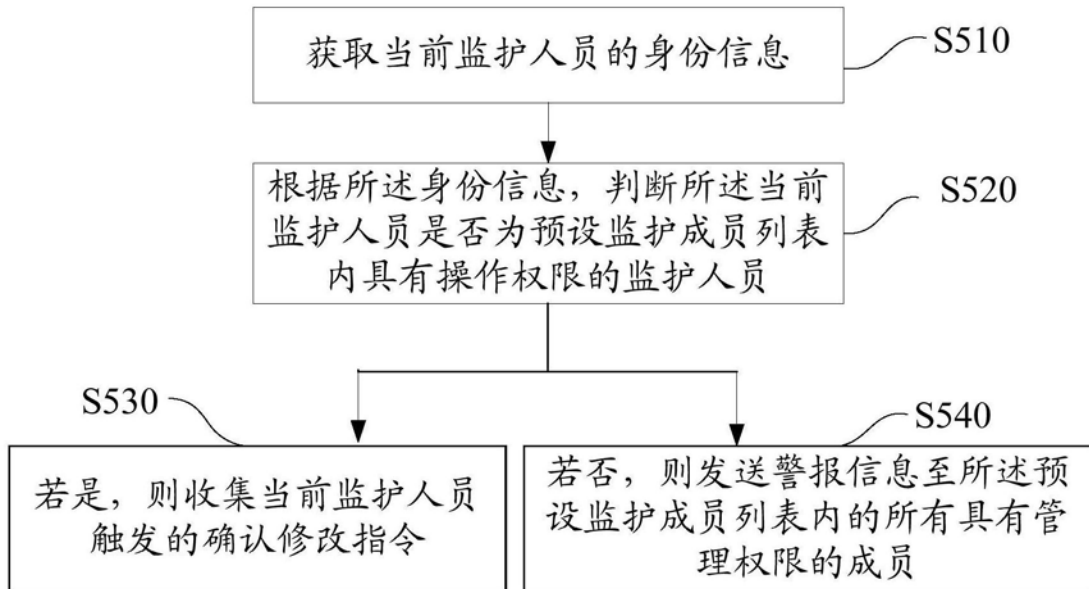 获取当前监护人员的身份信息
S510
根据所述身份信息，判断所述当前
监护人员是否为预设监护成员列表
内具有操作权限的监护人员
S520
S530
若是，则收集当前监护人员
触发的确认修改指令
S540
若否，则发送警报信息至所述预
设监护成员列表内的所有具有管
理权限的成员